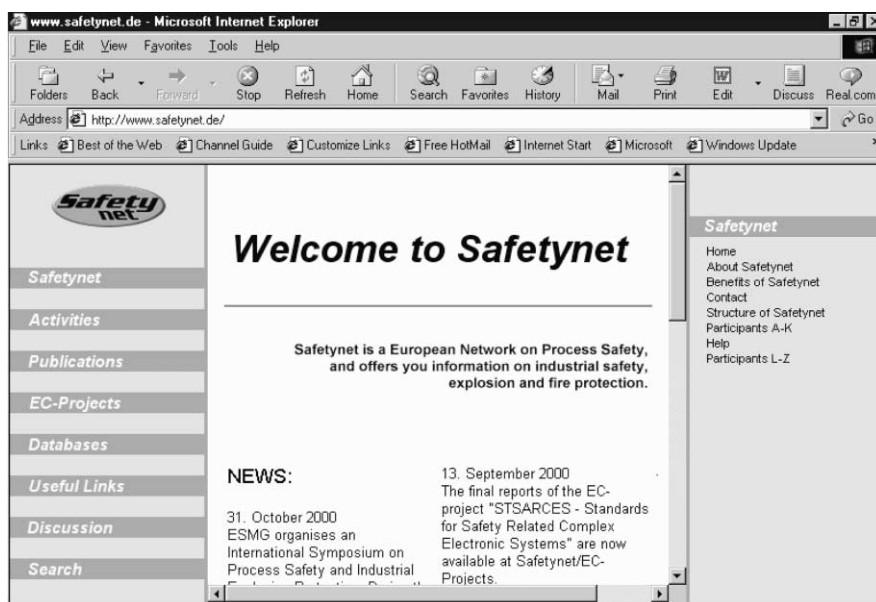 www.safetynet.de - Microsoft Internet Explorer
File Edit View Favorites Tools Help
Folders Back Forward Stop Refresh Home Search Favorites History Mail Print Edit Discuss Real.com
Address http://www.safetynet.de/ Go
Links Best of the Web Channel Guide Customize Links Free HotMail Internet Start Microsoft Windows Update
Safety
net
Safetynet
Activities
Publications
EC-Projects
Databases
Useful Links
Discussion
Search
Welcome to Safetynet
Safetynet is a European Network on Process Safety,
and offers you information on industrial safety,
explosion and fire protection.
NEWS:
31. October 2000
ESMG organises an
International Symposium on
Process Safety and Industrial
13. September 2000
The final reports of the EC-
project "STSARCES - Standards
for Safety Related Complex
Electronic Systems" are now
available at Safetynet/EC-
Projects.
Safetynet
Home
About Safetynet
Benefits of Safetynet
Contact
Structure of Safetynet
Participants A-K
Help
Participants L-Z